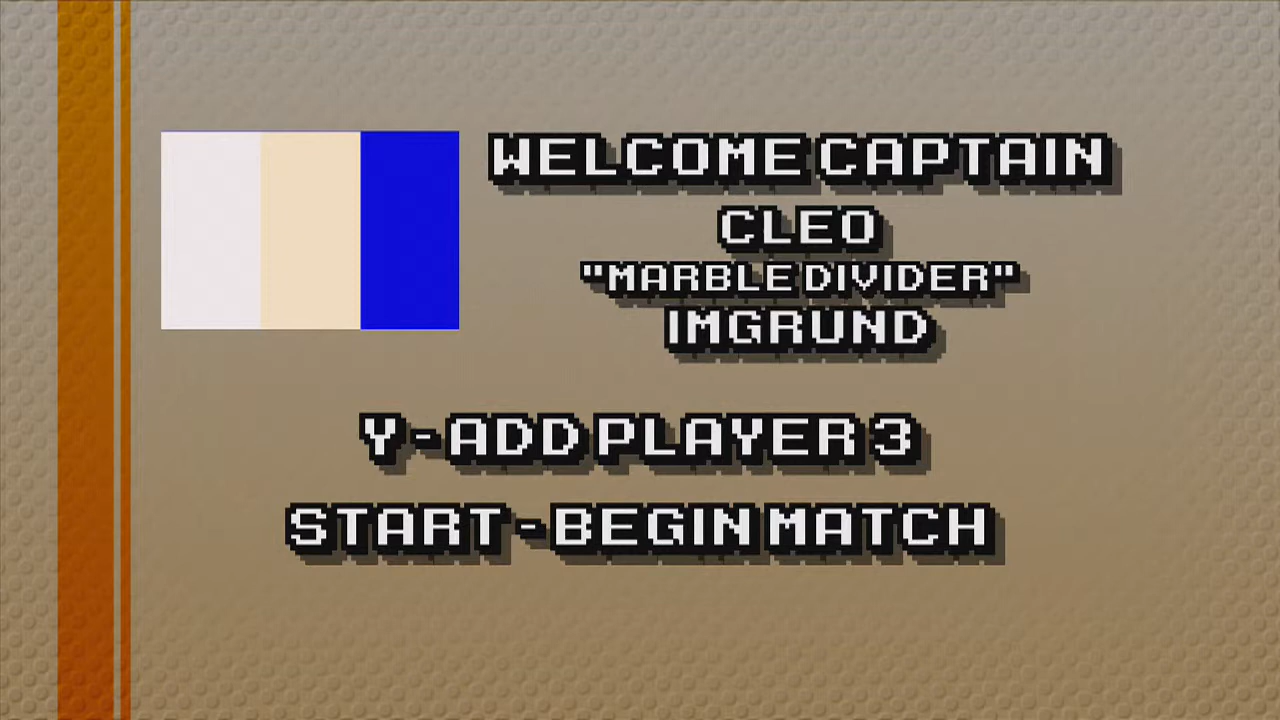 WELCOME CAPTAIN
CLEO
"MARBLE DIVIDER"
IMGRUND
Y - ADD PLAYER 3
START - BEGIN MATCH